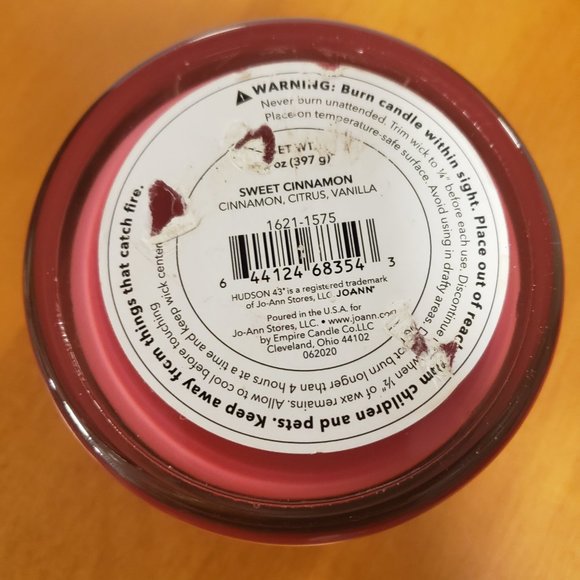 ⚠ WARNING: Burn candle within sight. Place out of reac
m children and pets. Keep away from things that catch fire.
Never burn unattended. Trim wick to ¼" before each use. Discontinue
when ½" of wax remains. Allow to cool before touching
Place on temperature-safe surface. Avoid using in drafty areas.
ot burn longer than 4 hours at a time and keep wick centered
ET WT
oz (397 g)
SWEET CINNAMON
CINNAMON, CITRUS, VANILLA
1621-1575
6 44124 68354 3
HUDSON 43° is a registered trademark
of Jo-Ann Stores, LLC. JOANN®
Poured in the U.S.A. for
Jo-Ann Stores, LLC. • www.joann.com
by Empire Candle Co.LLC
Cleveland, Ohio 44102
062020